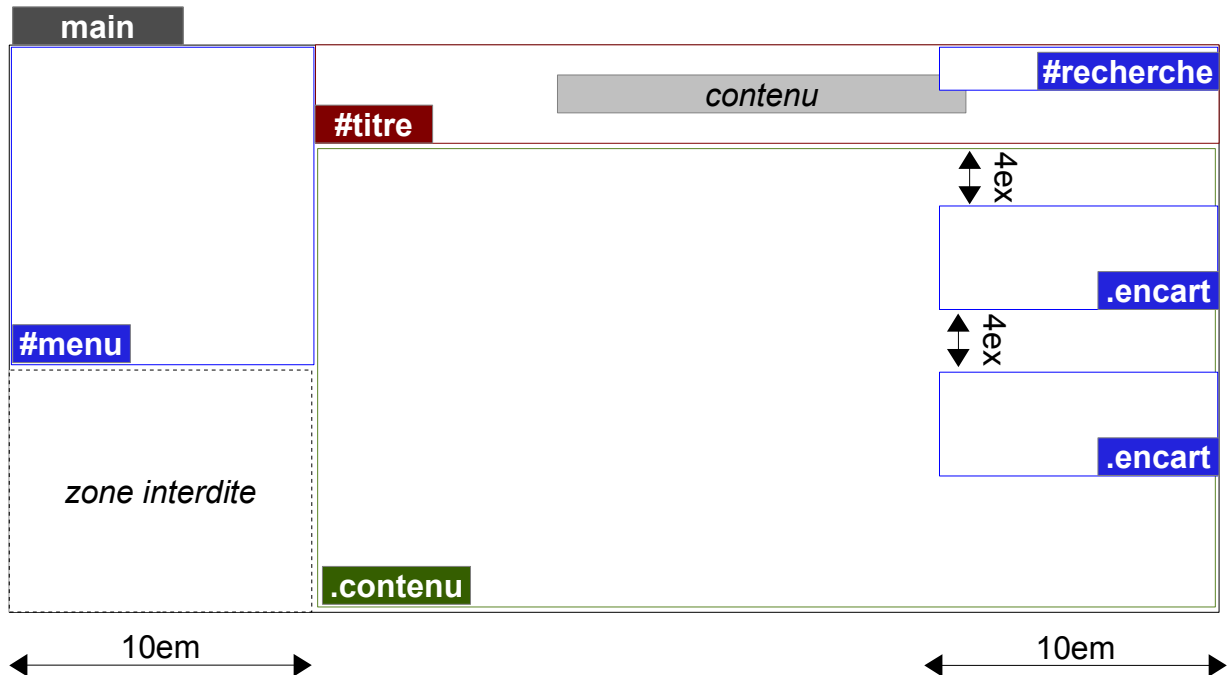 main
#recherche
contenu
#titre
4ex
.encart
4ex
#menu
.encart
zone interdite
.contenu
10em
10em